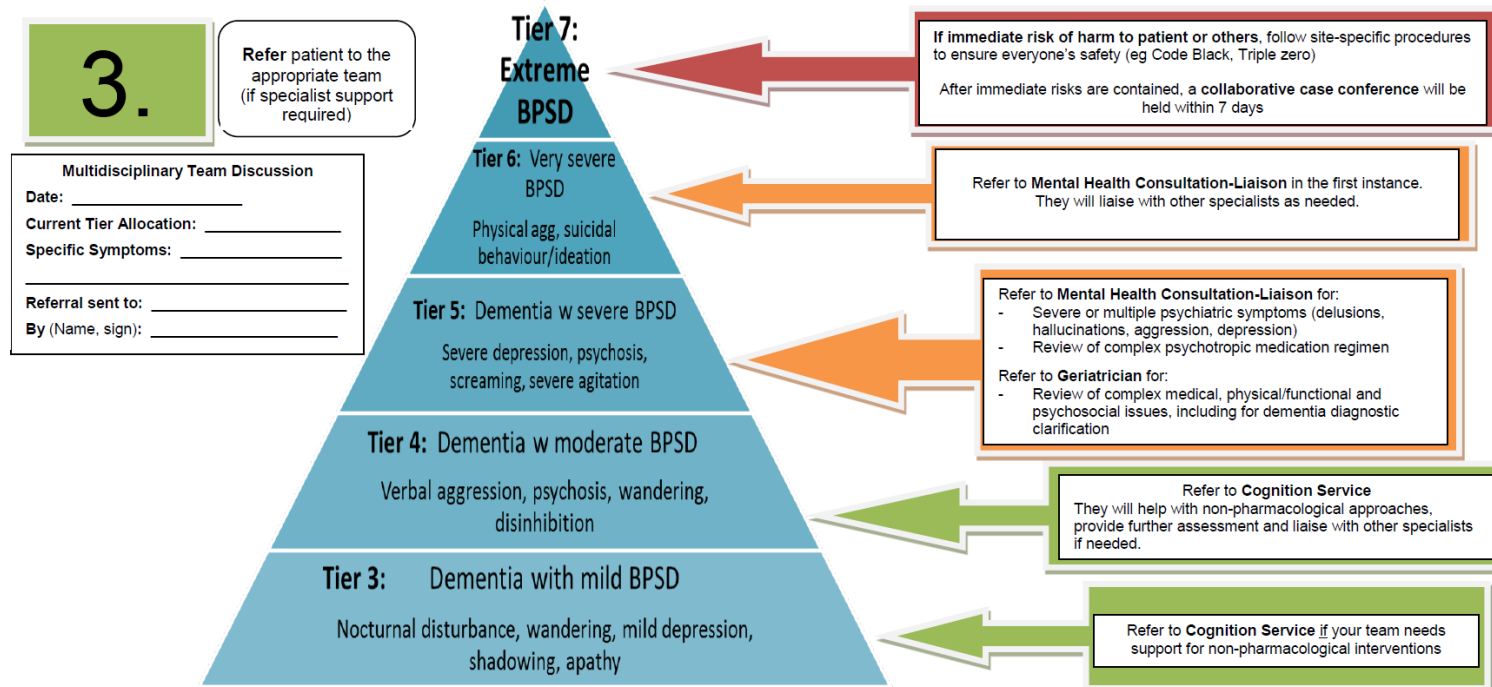 3.
Refer patient to the
appropriate team
(if specialist support
required)
Multidisciplinary Team Discussion
Date: ____________________
Current Tier Allocation: ________________
Specific Symptoms: ___________________
______________________________________
Referral sent to: _______________________
By (Name, sign): _______________________
Tier 7:
Extreme
BPSD
If immediate risk of harm to patient or others, follow site-specific procedures
to ensure everyone’s safety (eg Code Black, Triple zero)
After immediate risks are contained, a collaborative case conference will be
held within 7 days
Tier 6: Very severe
BPSD
Physical agg, suicidal
behaviour/ideation
Refer to Mental Health Consultation-Liaison in the first instance.
They will liaise with other specialists as needed.
Tier 5: Dementia w severe BPSD
Severe depression, psychosis,
screaming, severe agitation
Refer to Mental Health Consultation-Liaison for:
- Severe or multiple psychiatric symptoms (delusions,
hallucinations, aggression, depression)
- Review of complex psychotropic medication regimen
Refer to Geriatrician for:
- Review of complex medical, physical/functional and
psychosocial issues, including for dementia diagnostic
clarification
Tier 4: Dementia w moderate BPSD
Verbal aggression, psychosis, wandering,
disinhibition
Refer to Cognition Service
They will help with non-pharmacological approaches,
provide further assessment and liaise with other specialists
if needed.
Tier 3: Dementia with mild BPSD
Nocturnal disturbance, wandering, mild depression,
shadowing, apathy
Refer to Cognition Service if your team needs
support for non-pharmacological interventions